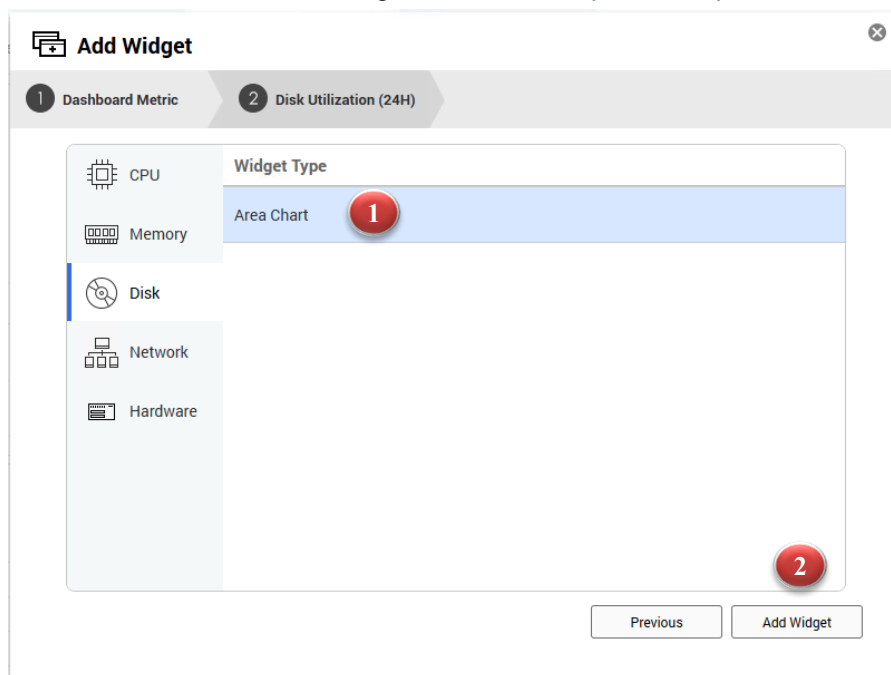 Add Widget
1 Dashboard Metric
2 Disk Utilization (24H)
CPU
Memory
Disk
Network
Hardware
Widget Type
Area Chart 1
2
Previous
Add Widget